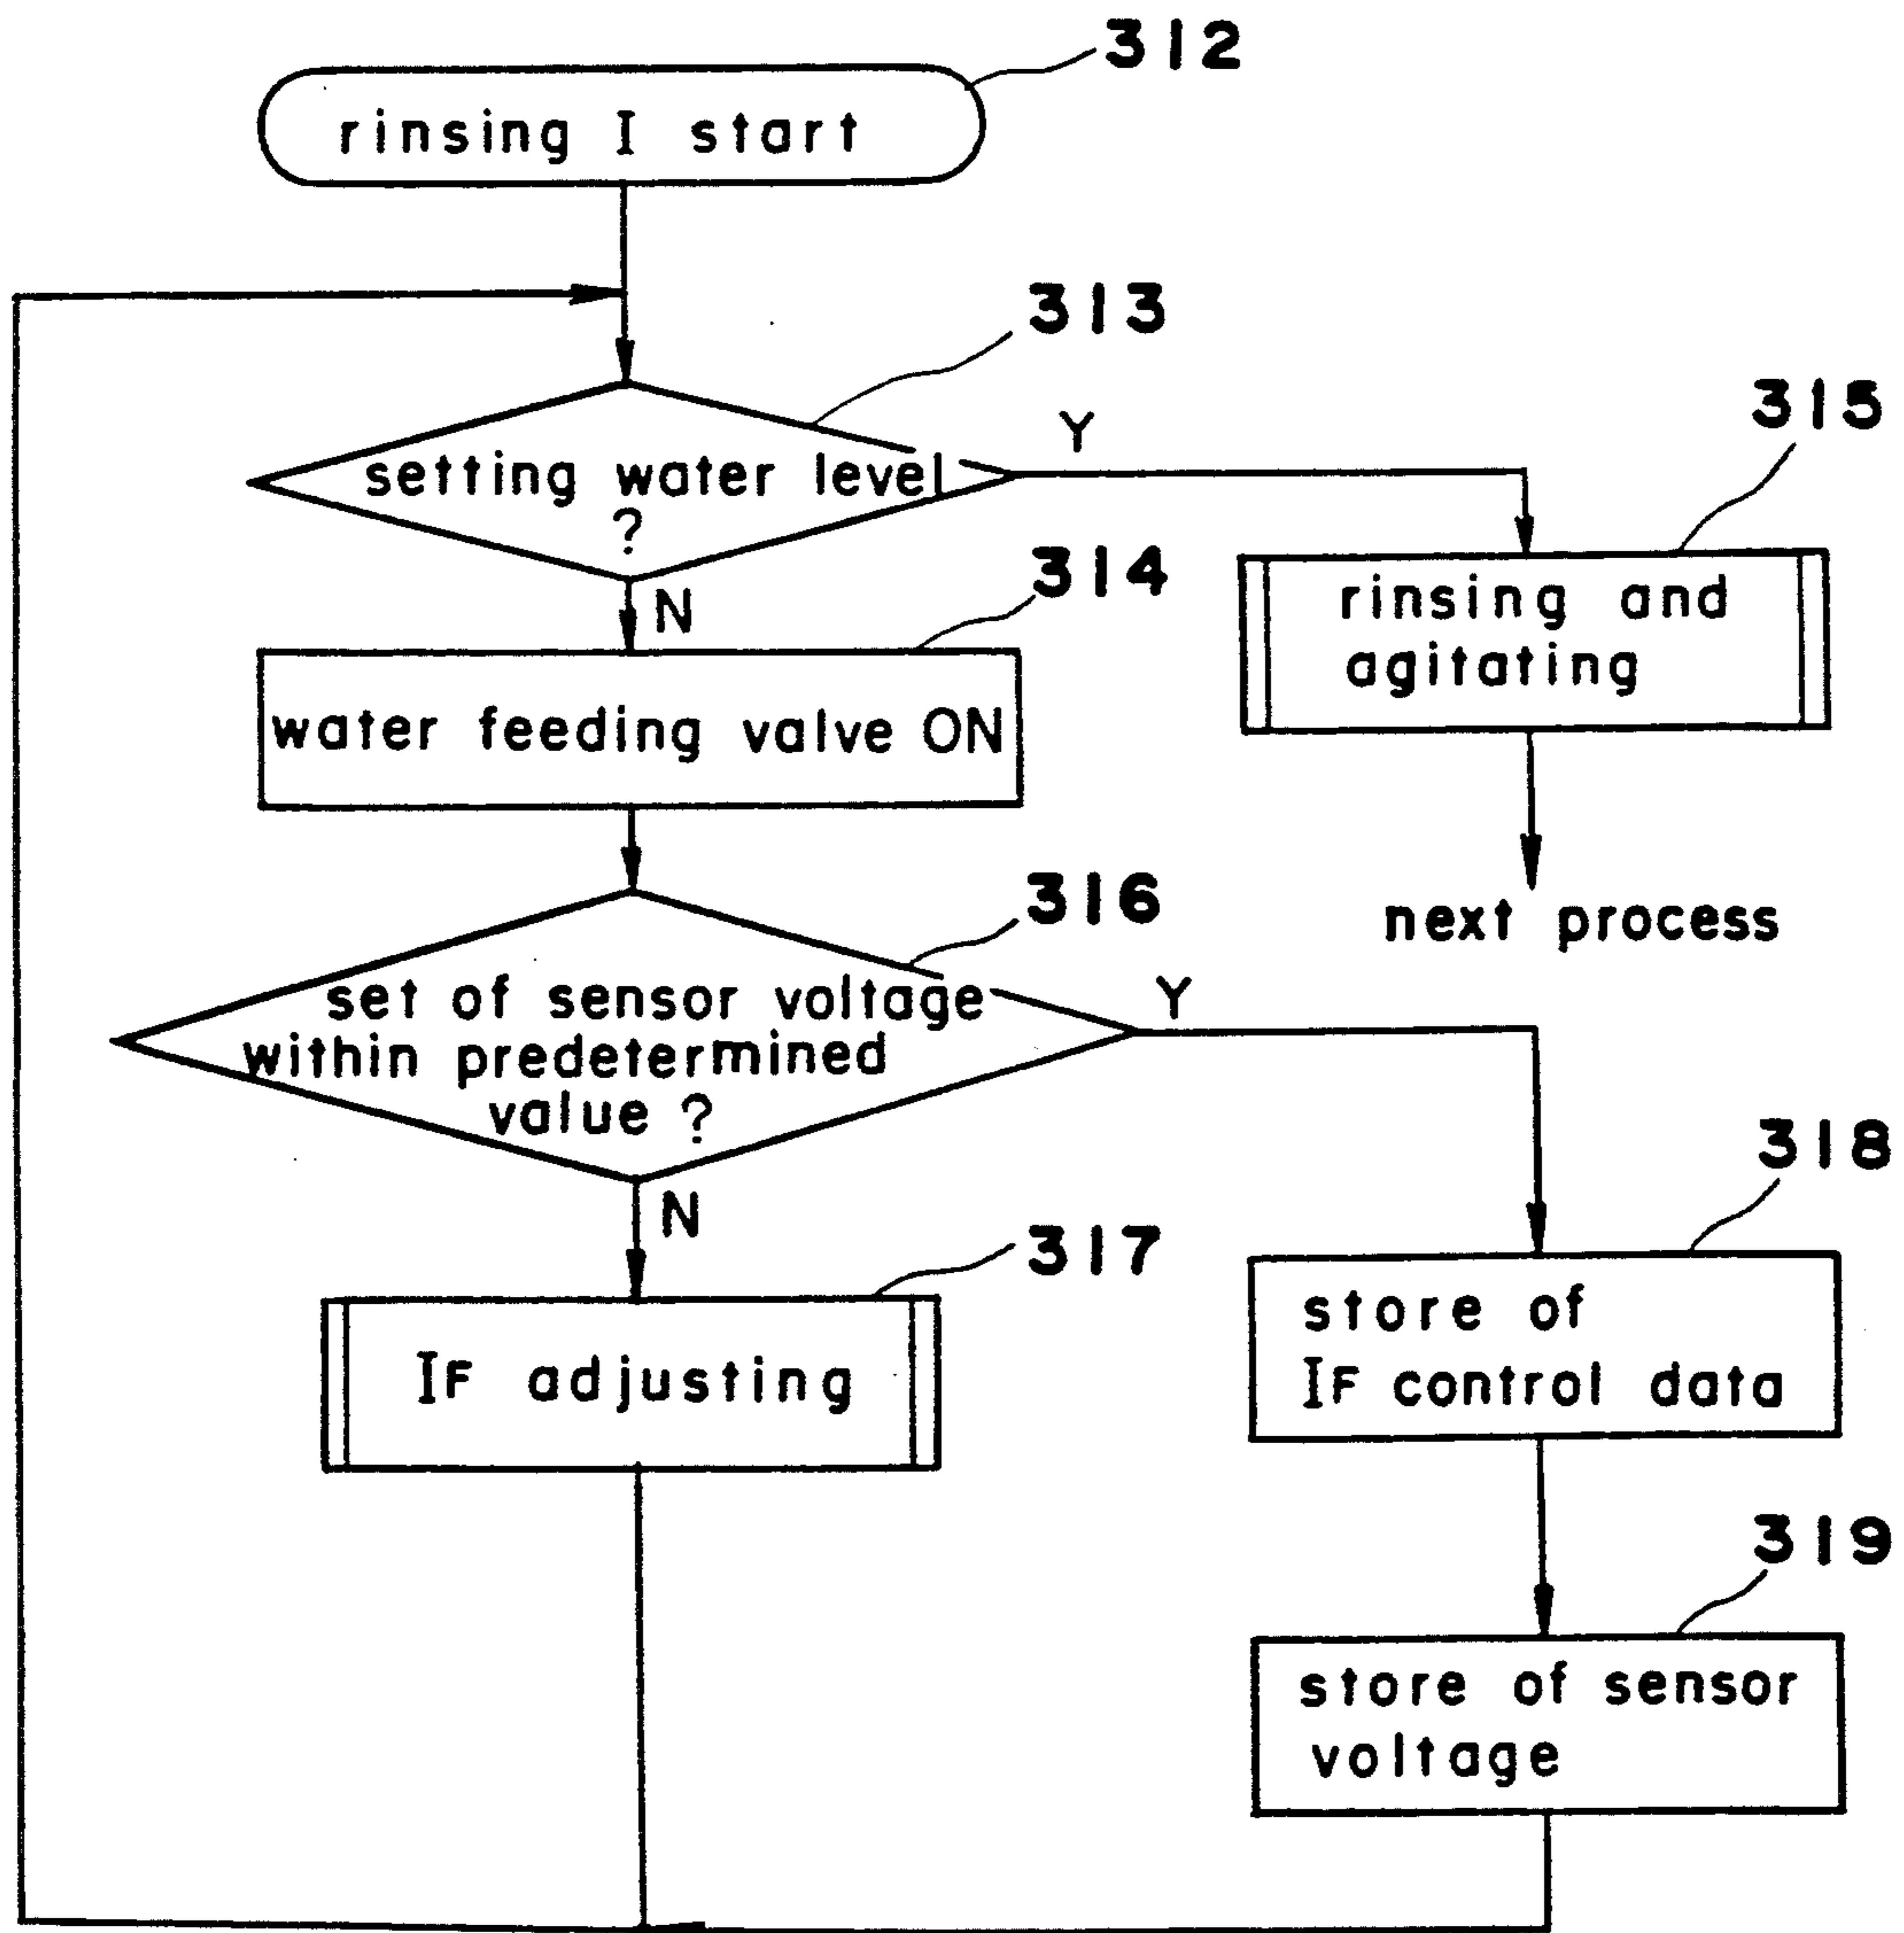 312
rinsing I start
313
setting water level
?
Y
315
rinsing and
agitating
N
314
water feeding valve ON
next process
316
set of sensor voltage
within predetermined
value ?
Y
N
317
IF adjusting
318
store of
IF control data
319
store of sensor
voltage